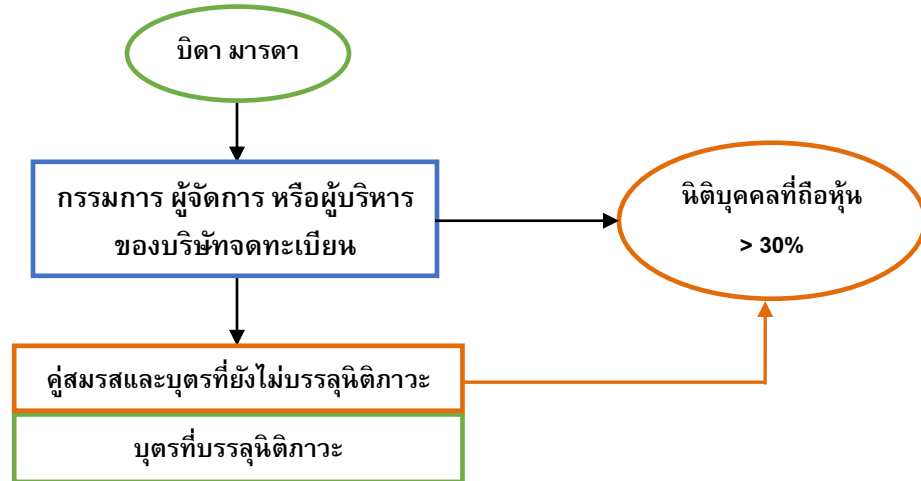 บิดา มารดา
กรรมการ ผู้จัดการ หรือผู้บริหาร
ของบริษัทจดทะเบียน
นิติบุคคลที่ถือหุ้น
> 30%
คู่สมรสและบุตรที่ยังไม่บรรลุนิติภาวะ
บุตรที่บรรลุนิติภาวะ